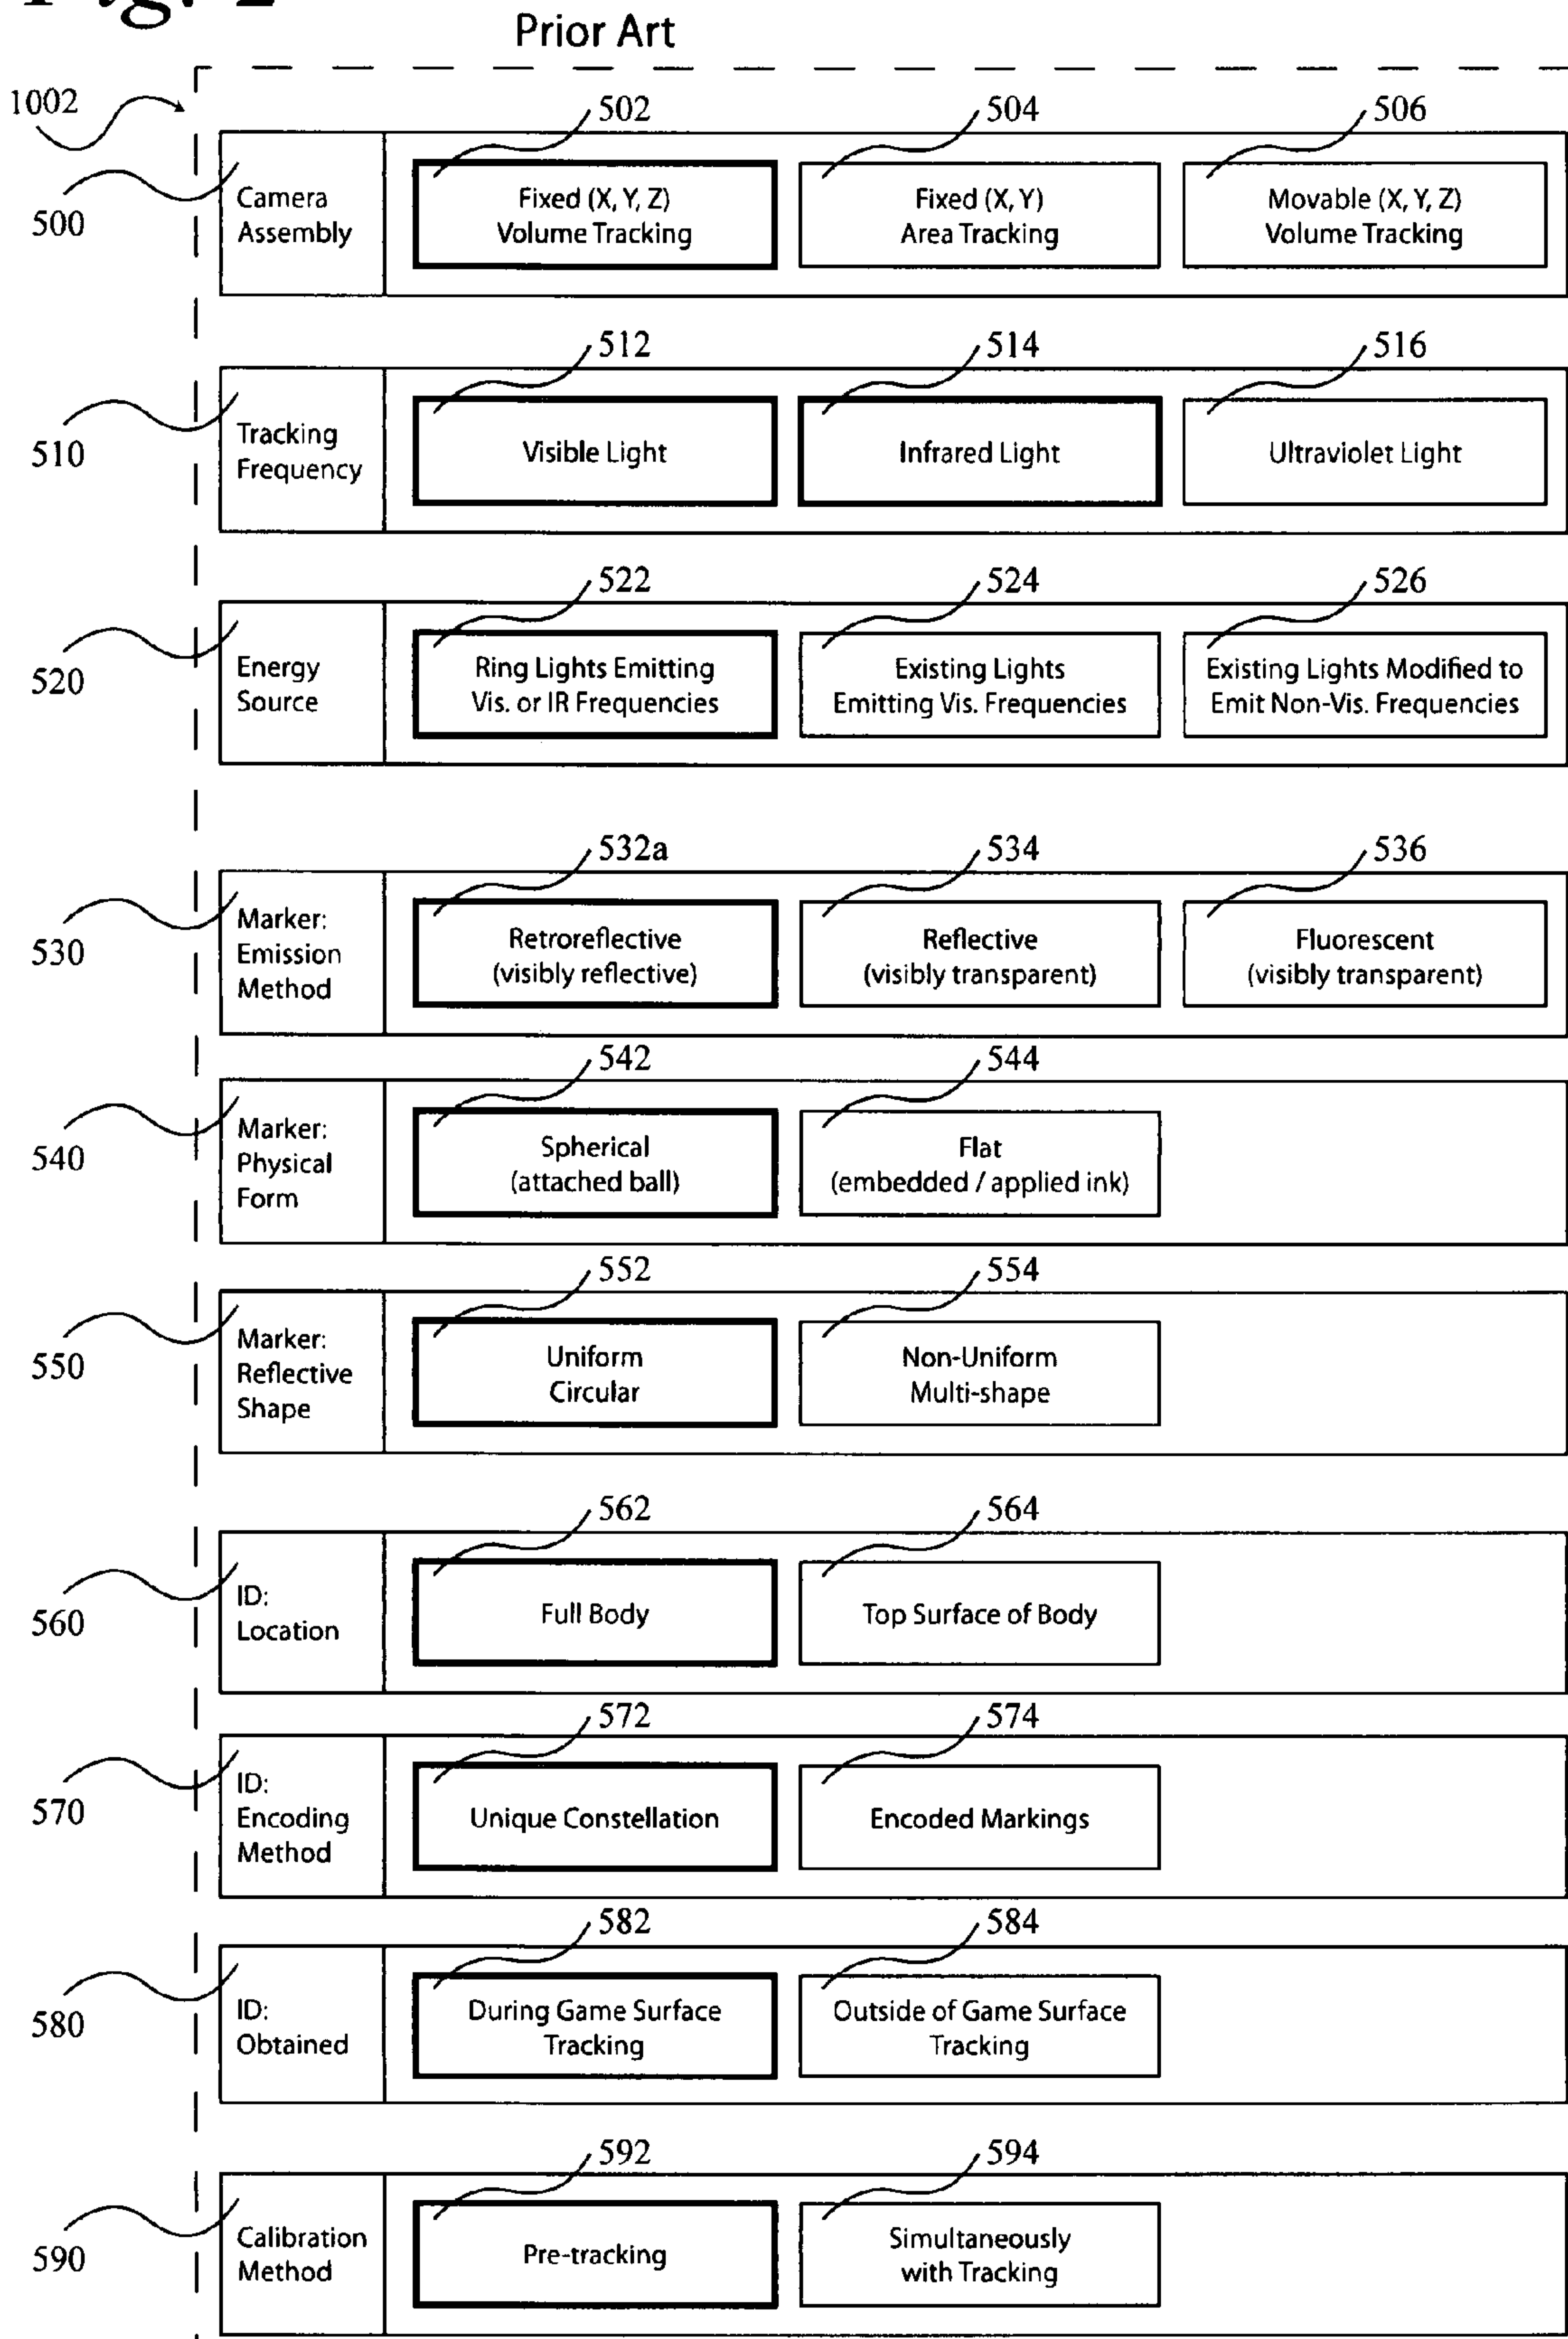 Prior Art
1002
502
504
506
500
Camera
Assembly
Fixed (X, Y, Z)
Volume Tracking
Fixed (X, Y)
Area Tracking
Movable (X, Y, Z)
Volume Tracking
512
514
516
510
Tracking
Frequency
Visible Light
Infrared Light
Ultraviolet Light
522
524
526
520
Energy
Source
Ring Lights Emitting
Vis. or IR Frequencies
Existing Lights
Emitting Vis. Frequencies
Existing Lights Modified to
Emit Non-Vis. Frequencies
532a
534
536
530
Marker:
Emission
Method
Retroreflective
(visibly reflective)
Reflective
(visibly transparent)
Fluorescent
(visibly transparent)
542
544
540
Marker:
Physical
Form
Spherical
(attached ball)
Flat
(embedded / applied ink)
552
554
550
Marker:
Reflective
Shape
Uniform
Circular
Non-Uniform
Multi-shape
562
564
560
ID:
Location
Full Body
Top Surface of Body
572
574
570
ID:
Encoding
Method
Unique Constellation
Encoded Markings
582
584
580
ID:
Obtained
During Game Surface
Tracking
Outside of Game Surface
Tracking
592
594
590
Calibration
Method
Pre-tracking
Simultaneously
with Tracking